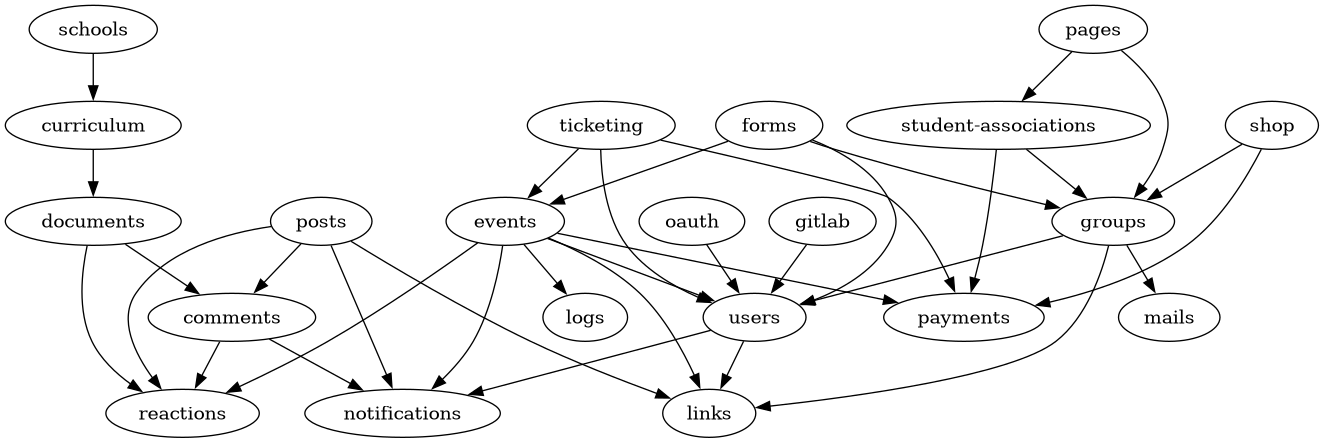 schools
pages
curriculum
ticketing
forms
student-associations
shop
documents
posts
events
oauth
gitlab
groups
comments
logs
users
payments
mails
reactions
notifications
links